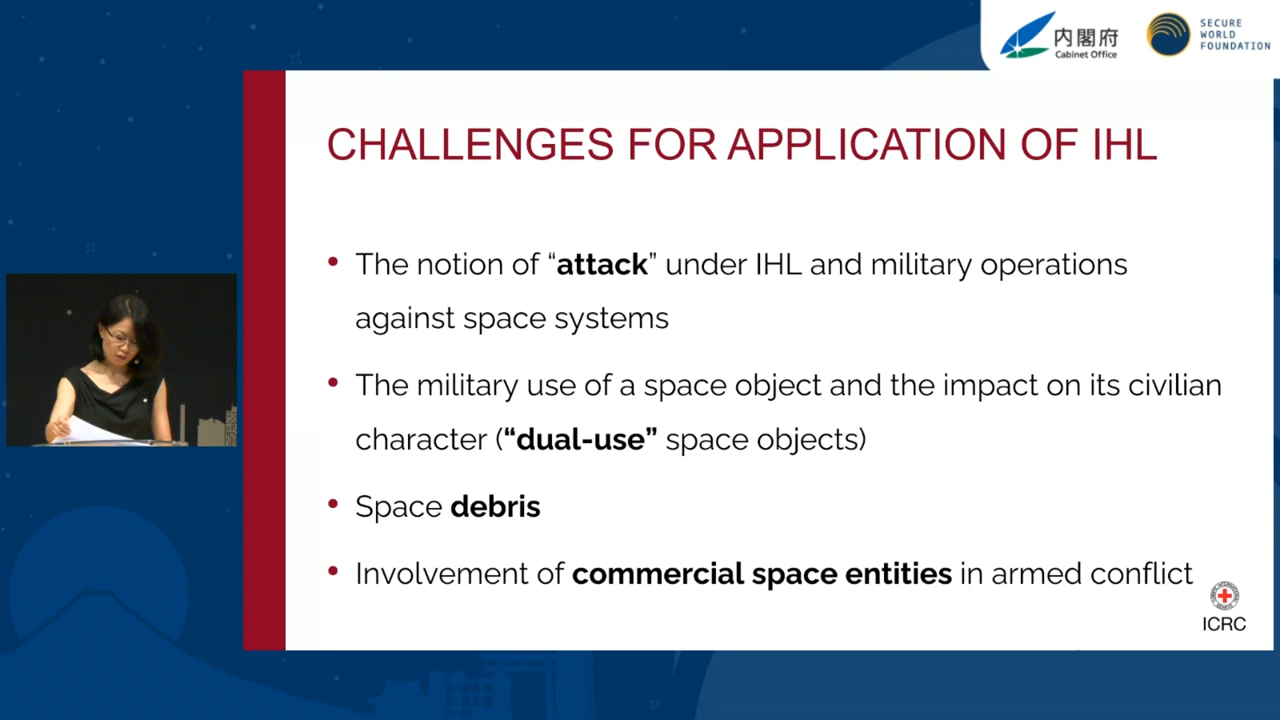 内閣府
Cabinet Office
SECURE
WORLD
FOUNDATION
CHALLENGES FOR APPLICATION OF IHL
• The notion of “attack” under IHL and military operations
against space systems
• The military use of a space object and the impact on its civilian
character (“dual-use” space objects)
• Space debris
• Involvement of commercial space entities in armed conflict
ICRC